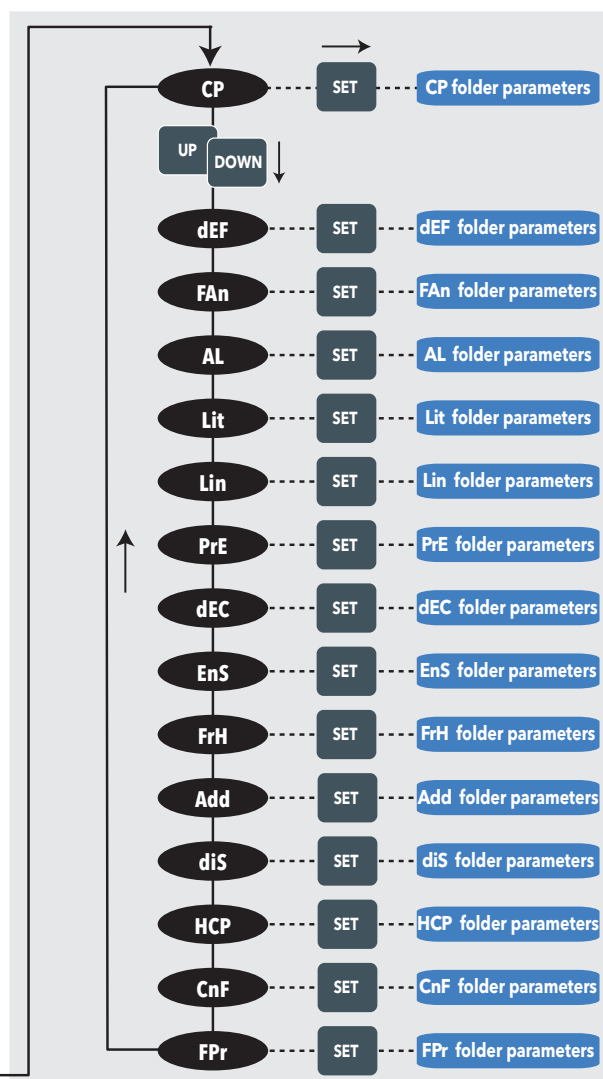 CP SET CP folder parameters
UP
DOWN
dEF SET dEF folder parameters
FAn SET FAn folder parameters
AL SET AL folder parameters
Lit SET Lit folder parameters
Lin SET Lin folder parameters
PrE SET PrE folder parameters
dEC SET dEC folder parameters
EnS SET EnS folder parameters
FrH SET FrH folder parameters
Add SET Add folder parameters
diS SET diS folder parameters
HCP SET HCP folder parameters
CnF SET CnF folder parameters
FPr SET FPr folder parameters